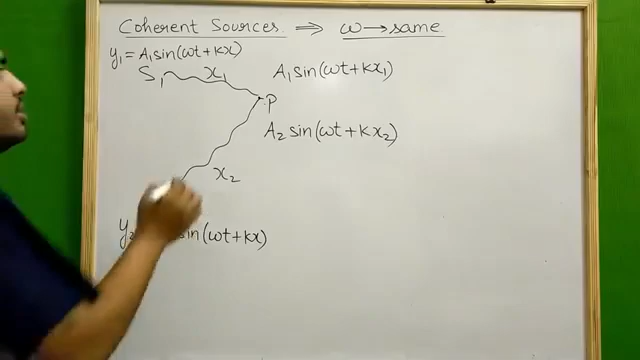 Coherent Sources ⇒ ω → same
y₁ = A₁ sin(ωt + kx)
S₁ x₁ A₁ sin(ωt + kx₁)
P
A₂ sin(ωt + kx₂)
x₂
sin(ωt + kx)